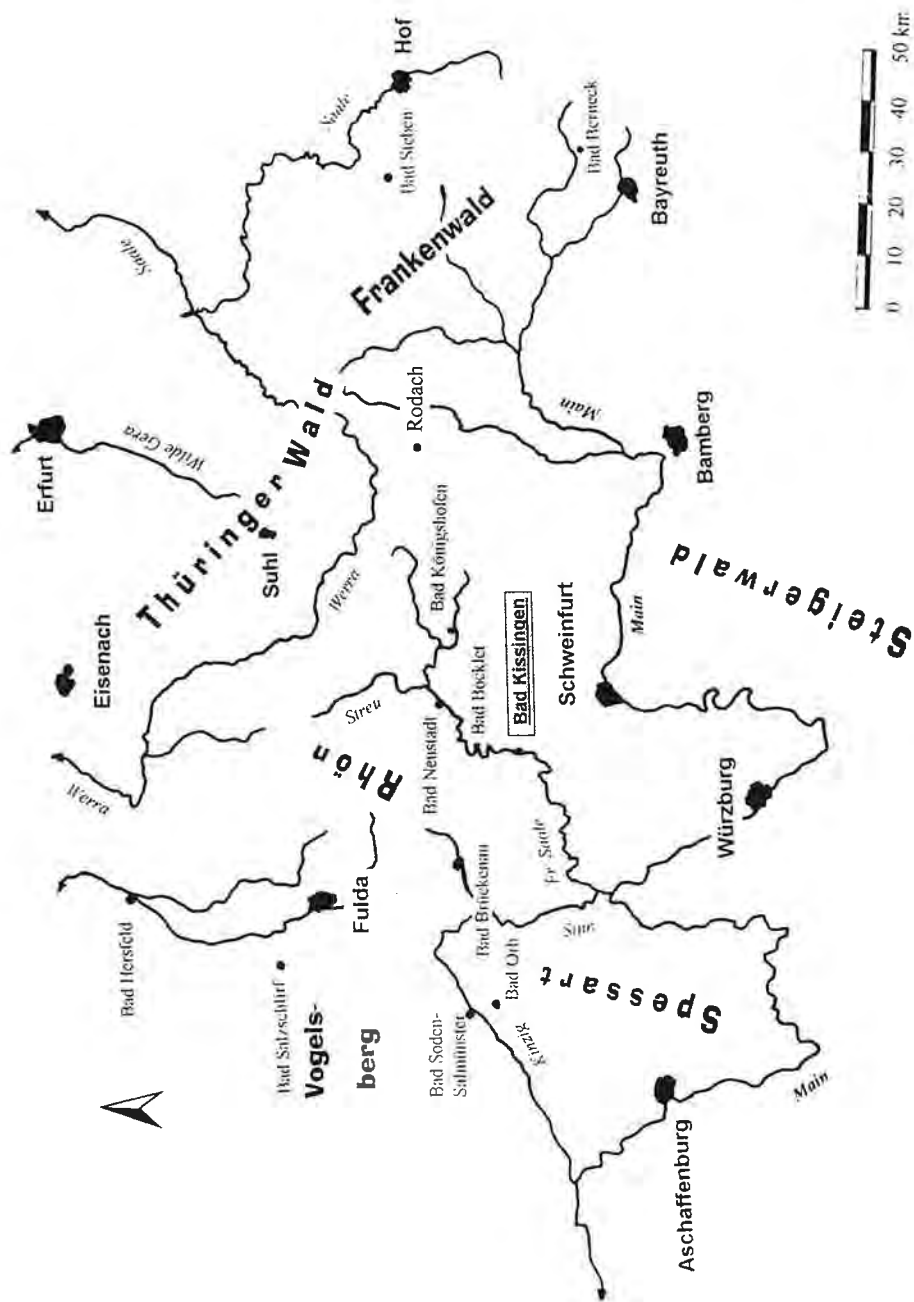 Erfurt
Eisenach
Wilde Gera
Saale
Werra
Bad Hersfeld
Thüringer Wald
Suhl
Saale
Hof
Bad Steben
Fulda
Bad Salzschlirf
Vogels-
berg
Rhön
Streu
Werra
Frankenwald
Rodach
Bad Königshofen
Bad Neustadt
Bad Bocklet
Bad Kissingen
Bad Brückenau
Bad Soden-
Salmünster
Bad Orb
Kinzig
Sinn
Fr. Saale
Spessart
Schweinfurt
Main
Main
Bad Berneck
Bayreuth
Bamberg
Steigerwald
Würzburg
Aschaffenburg
Main
0 10 20 30 40 50 km